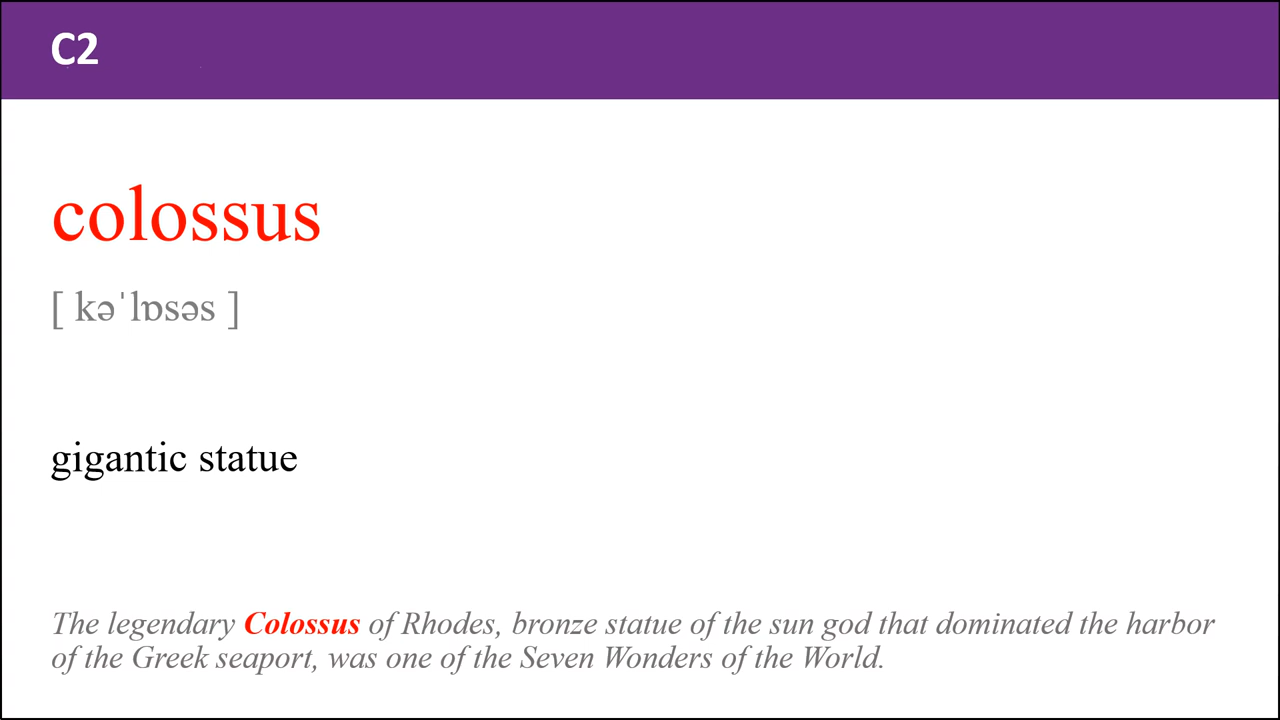 C2
colossus
[ kəˈlɒsəs ]
gigantic statue
The legendary Colossus of Rhodes, bronze statue of the sun god that dominated the harbor
of the Greek seaport, was one of the Seven Wonders of the World.